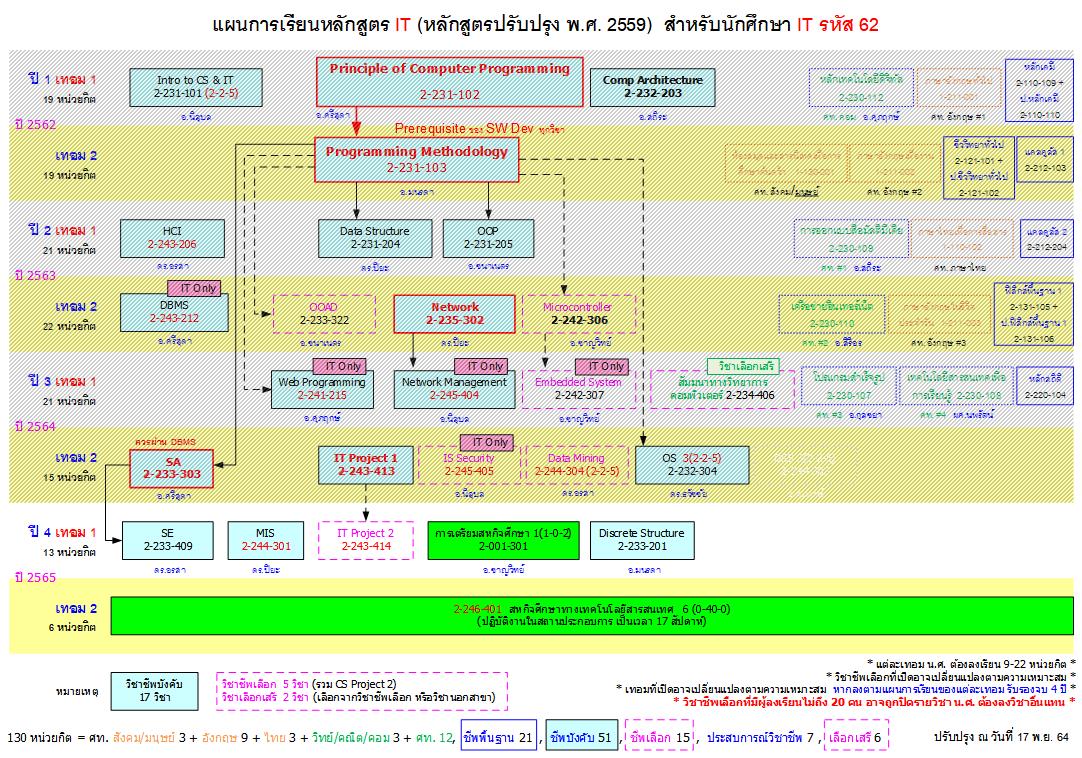 แผนการเรียนหลักสูตร IT (หลักสูตรปรับปรุง พ.ศ. 2559) สำหรับนักศึกษา IT รหัส 62
ปี 1 เทอม 1
19 หน่วยกิต
Intro to CS & IT
2-231-101 (2-2-5)
อ.นิสุบล
Principle of Computer Programming
2-231-102
อ.ศรีสุดา
Comp Architecture
2-232-203
อ.สถิระ
หลักเทคโนโลยีดิจิทัล
2-230-112
ศท. คอม อ.ศุภฤกษ์
ภาษาอังกฤษทั่วไป
1-211-001
ศท. อังกฤษ #1
หลักเคมี
2-110-109 +
ป.หลักเคมี
2-110-110
ปี 2562
Prerequisite ของ SW Dev ทุกวิชา
เทอม 2
19 หน่วยกิต
Programming Methodology
2-231-103
อ.มนรดา
1-130-001
ศท. สังคม/มนุษย์
ภาษาอังกฤษเพื่องาน
1-211-002
ศท. อังกฤษ #2
ชีววิทยาทั่วไป
2-121-101 +
ป.ชีววิทยาทั่วไป
2-121-102
แคลคูลัส 1
2-212-103
ปี 2 เทอม 1
21 หน่วยกิต
HCI
2-243-206
ดร.อรสา
Data Structure
2-231-204
ดร.ปิยะ
OOP
2-231-205
อ.ชนาเนตร
การออกแบบสื่อมัลติมีเดีย
2-230-109
ศท. #1 อ.สถิระ
ภาษาไทยเพื่อการสื่อสาร
1-110-102
ศท. ภาษาไทย
แคลคูลัส 2
2-212-204
ปี 2563
IT Only
เทอม 2
22 หน่วยกิต
DBMS
2-243-212
อ.ศรีสุดา
OOAD
2-233-322
อ.ชนาเนตร
Network
2-235-302
ดร.ปิยะ
Microcontroller
2-242-306
อ.ชาญวิทย์
เครือข่ายอินเทอร์เน็ต
2-230-110
ศท. #2 อ.สิรีอร
ภาษาอังกฤษในชีวิต
ประจำวัน 1-211-003
ศท. อังกฤษ #3
ฟิสิกส์พื้นฐาน 1
2-131-105 +
ป.ฟิสิกส์พื้นฐาน 1
2-131-106
IT Only
IT Only
IT Only
วิชาเลือกเสรี
ปี 3 เทอม 1
21 หน่วยกิต
Web Programming
2-241-215
อ.ศุภฤกษ์
Network Management
2-245-404
อ.นิสุบล
Embedded System
2-242-307
อ.ชาญวิทย์
สัมมนาทางวิทยาการ
คอมพิวเตอร์ 2-234-406
โปรแกรมสำเร็จรูป
2-230-107
ศท. #3 อ.กุลชยา
เทคโนโลยีสารสนเทศเพื่อ
การเรียนรู้ 2-230-108
ศท. #4 ผศ.นพรัตน์
หลักสถิติ
2-220-104
ปี 2564
ควรผ่าน DBMS
IT Only
เทอม 2
15 หน่วยกิต
SA
2-233-303
อ.ศรีสุดา
IT Project 1
2-243-413
IS Security
2-245-405
อ.นิสุบล
Data Mining
2-244-304 (2-2-5)
ดร.อรสา
OS 3(2-2-5)
2-232-304
ดร.ธวัชชัย
ปี 4 เทอม 1
13 หน่วยกิต
SE
2-233-409
ดร.อรสา
MIS
2-244-301
ดร.ปิยะ
IT Project 2
2-243-414
การเตรียมสหกิจศึกษา 1(1-0-2)
2-001-301
อ.ชาญวิทย์
Discrete Structure
2-233-201
อ.มนรดา
ปี 2565
เทอม 2
6 หน่วยกิต
2-246-401 สหกิจศึกษาทางเทคโนโลยีสารสนเทศ 6 (0-40-0)
(ปฏิบัติงานในสถานประกอบการ เป็นเวลา 17 สัปดาห์)
หมายเหตุ
วิชาชีพบังคับ
17 วิชา
วิชาชีพเลือก 5 วิชา (รวม CS Project 2)
วิชาเลือกเสรี 2 วิชา (เลือกจากวิชาชีพเลือก หรือวิชานอกสาขา)
* แต่ละเทอม น.ศ. ต้องลงเรียน 9-22 หน่วยกิต *
* วิชาชีพเลือกที่เปิดอาจเปลี่ยนแปลงตามความเหมาะสม *
* เทอมที่เปิดอาจเปลี่ยนแปลงตามความเหมาะสม หากลงตามแผนการเรียนของแต่ละเทอม รับรองจบ 4 ปี *
* วิชาชีพเลือกที่มีผู้ลงเรียนไม่ถึง 20 คน อาจถูกปิดรายวิชา น.ศ. ต้องลงวิชาอื่นแทน *
130 หน่วยกิต = ศท. สังคม/มนุษย์ 3 + อังกฤษ 9 + ไทย 3 + วิทย์/คณิต/คอม 3 + ศท. 12, ชีพพื้นฐาน 21 , ชีพบังคับ 51 , ชีพเลือก 15 , ประสบการณ์วิชาชีพ 7 , เลือกเสรี 6
ปรับปรุง ณ วันที่ 17 พ.ย. 64